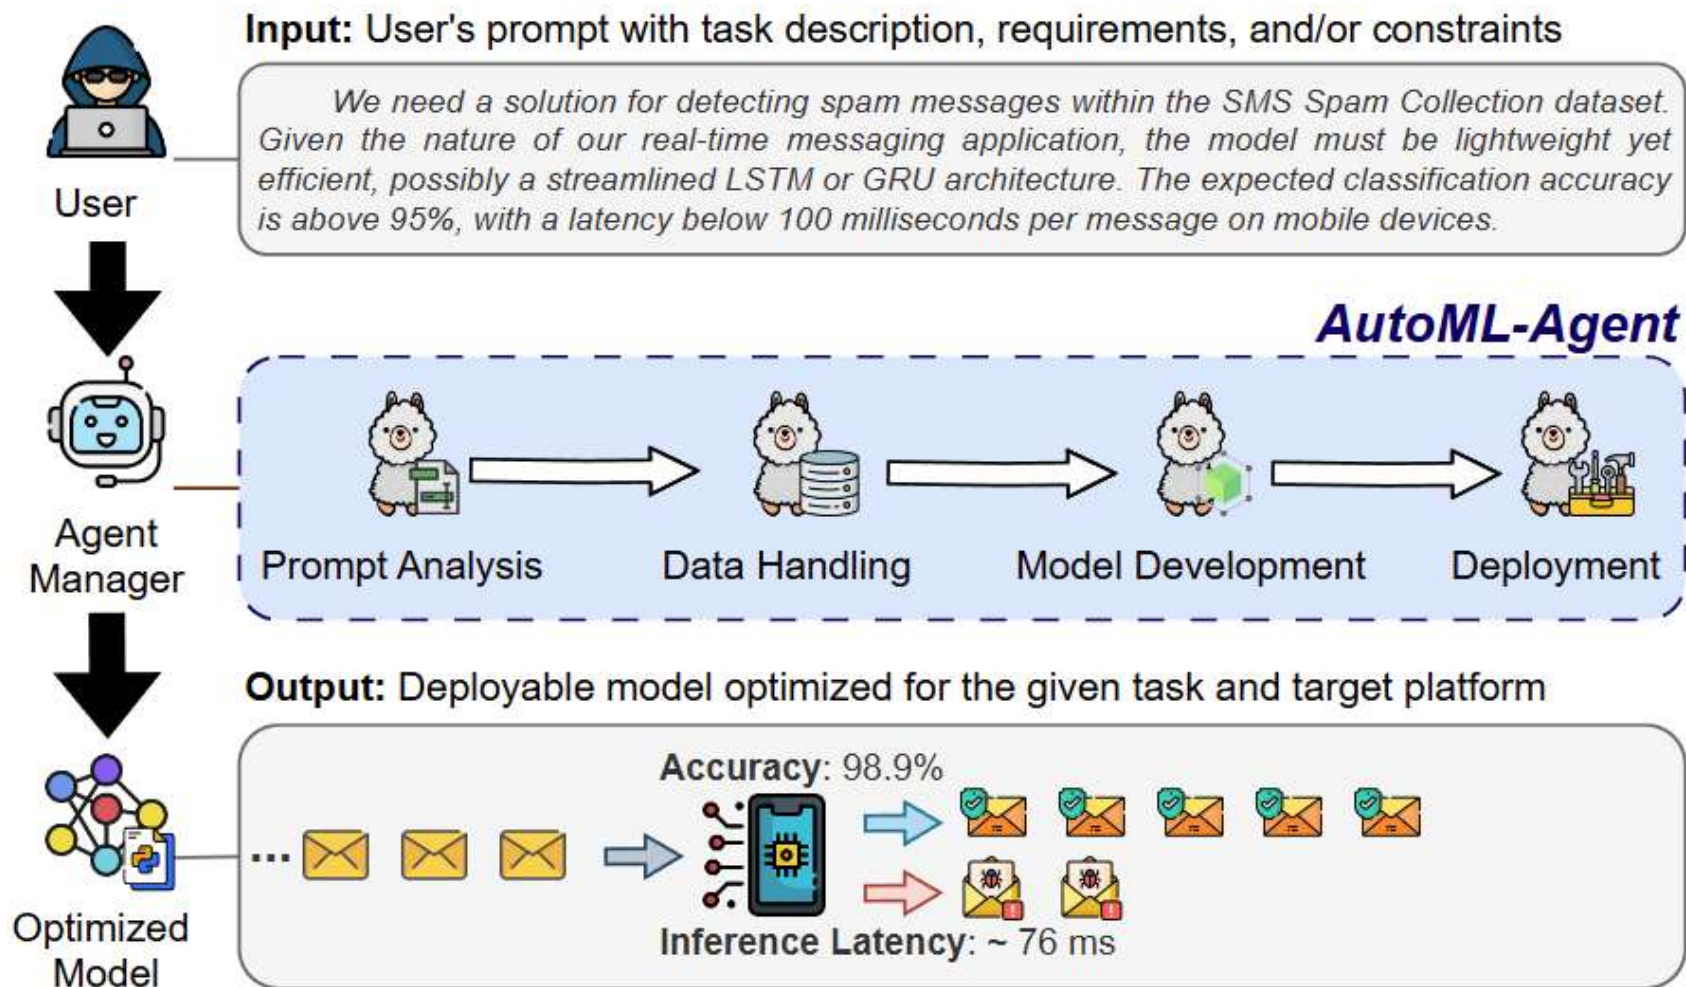 Input: User's prompt with task description, requirements, and/or constraints
We need a solution for detecting spam messages within the SMS Spam Collection dataset.
Given the nature of our real-time messaging application, the model must be lightweight yet
efficient, possibly a streamlined LSTM or GRU architecture. The expected classification accuracy
is above 95%, with a latency below 100 milliseconds per message on mobile devices.
User
AutoML-Agent
Agent
Manager
Prompt Analysis
Data Handling
Model Development
Deployment
Output: Deployable model optimized for the given task and target platform
Accuracy: 98.9%
...
Inference Latency: ~ 76 ms
Optimized
Model